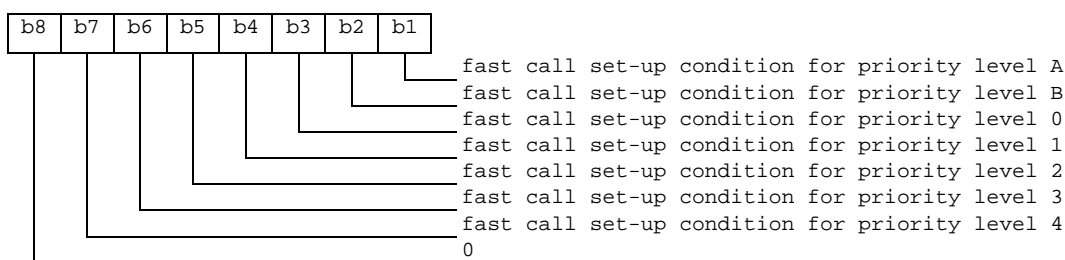 b8 b7 b6 b5 b4 b3 b2 b1
fast call set-up condition for priority level A
fast call set-up condition for priority level B
fast call set-up condition for priority level 0
fast call set-up condition for priority level 1
fast call set-up condition for priority level 2
fast call set-up condition for priority level 3
fast call set-up condition for priority level 4
0